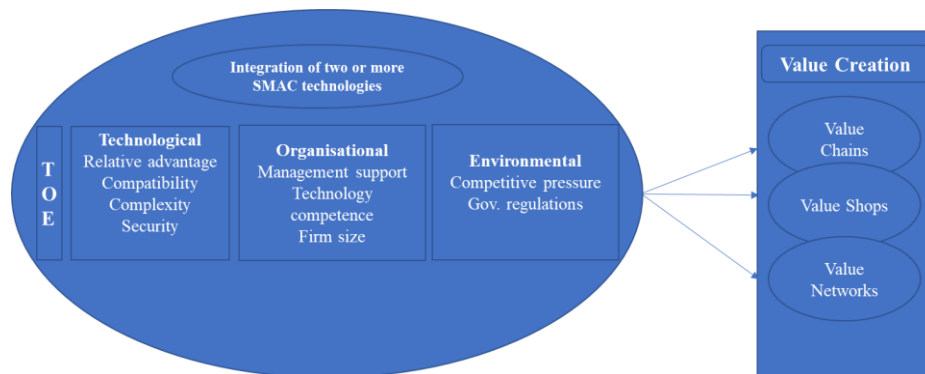 Integration of two or more
SMAC technologies
T
O
E
Technological
Relative advantage
Compatibility
Complexity
Security
Organisational
Management support
Technology
competence
Firm size
Environmental
Competitive pressure
Gov. regulations
Value Creation
Value
Chains
Value Shops
Value
Networks